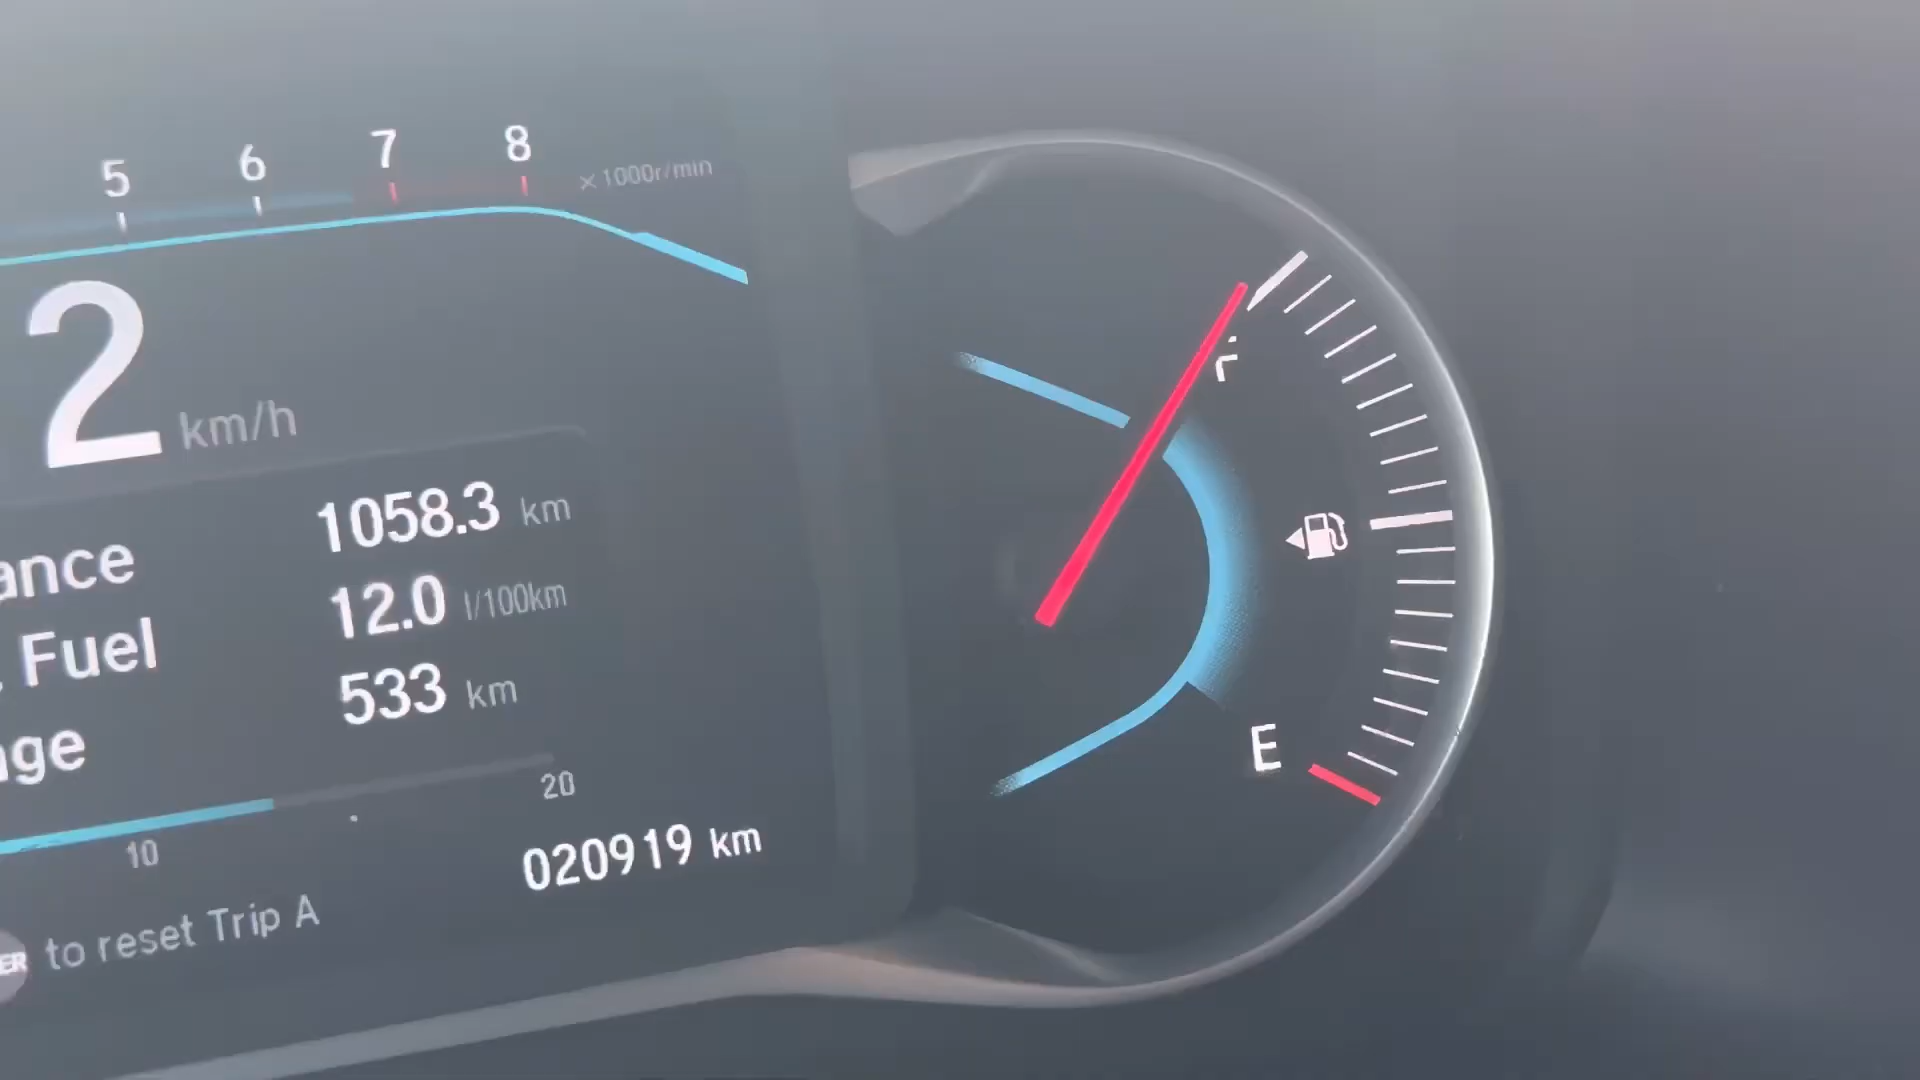 5 6 7 8 ×1000r/min
2 km/h
1058.3 km
ance 12.0 l/100km
Fuel 533 km
ge
10 20
020919 km
to reset Trip A
F
E